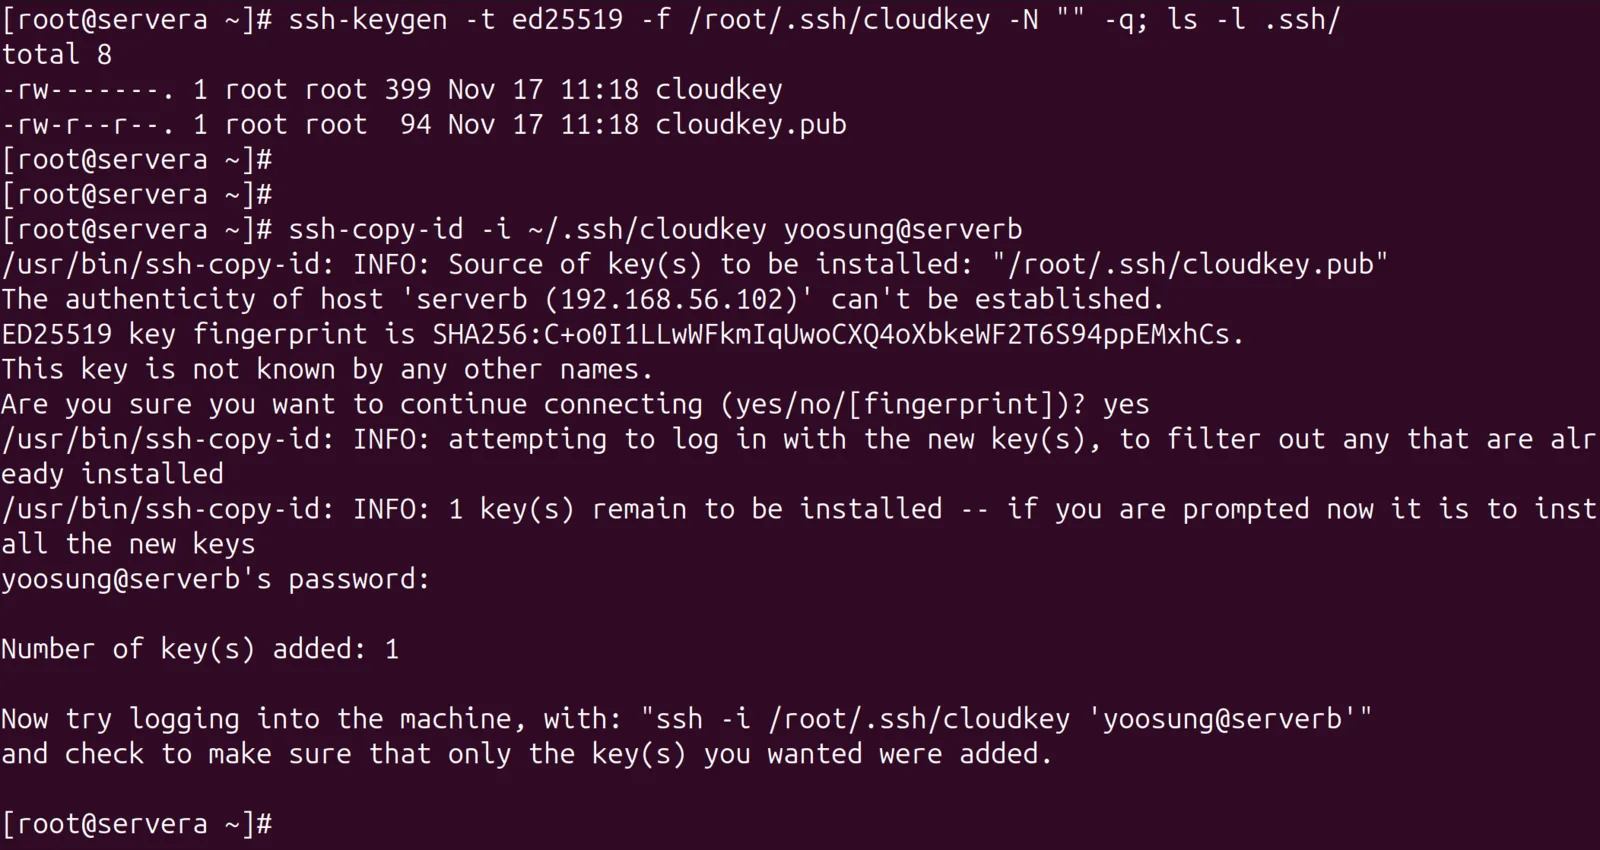 [root@servera ~]# ssh-keygen -t ed25519 -f /root/.ssh/cloudkey -N "" -q; ls -l .ssh/
total 8
-rw-------. 1 root root 399 Nov 17 11:18 cloudkey
-rw-r--r--. 1 root root  94 Nov 17 11:18 cloudkey.pub
[root@servera ~]#
[root@servera ~]#
[root@servera ~]# ssh-copy-id -i ~/.ssh/cloudkey yoosung@serverb
/usr/bin/ssh-copy-id: INFO: Source of key(s) to be installed: "/root/.ssh/cloudkey.pub"
The authenticity of host 'serverb (192.168.56.102)' can't be established.
ED25519 key fingerprint is SHA256:C+o0I1LLwWFkmIqUwoCXQ4oXbkeWF2T6S94ppEMxhCs.
This key is not known by any other names.
Are you sure you want to continue connecting (yes/no/[fingerprint])? yes
/usr/bin/ssh-copy-id: INFO: attempting to log in with the new key(s), to filter out any that are alr
eady installed
/usr/bin/ssh-copy-id: INFO: 1 key(s) remain to be installed -- if you are prompted now it is to inst
all the new keys
yoosung@serverb's password:

Number of key(s) added: 1

Now try logging into the machine, with: "ssh -i /root/.ssh/cloudkey 'yoosung@serverb'"
and check to make sure that only the key(s) you wanted were added.

[root@servera ~]#